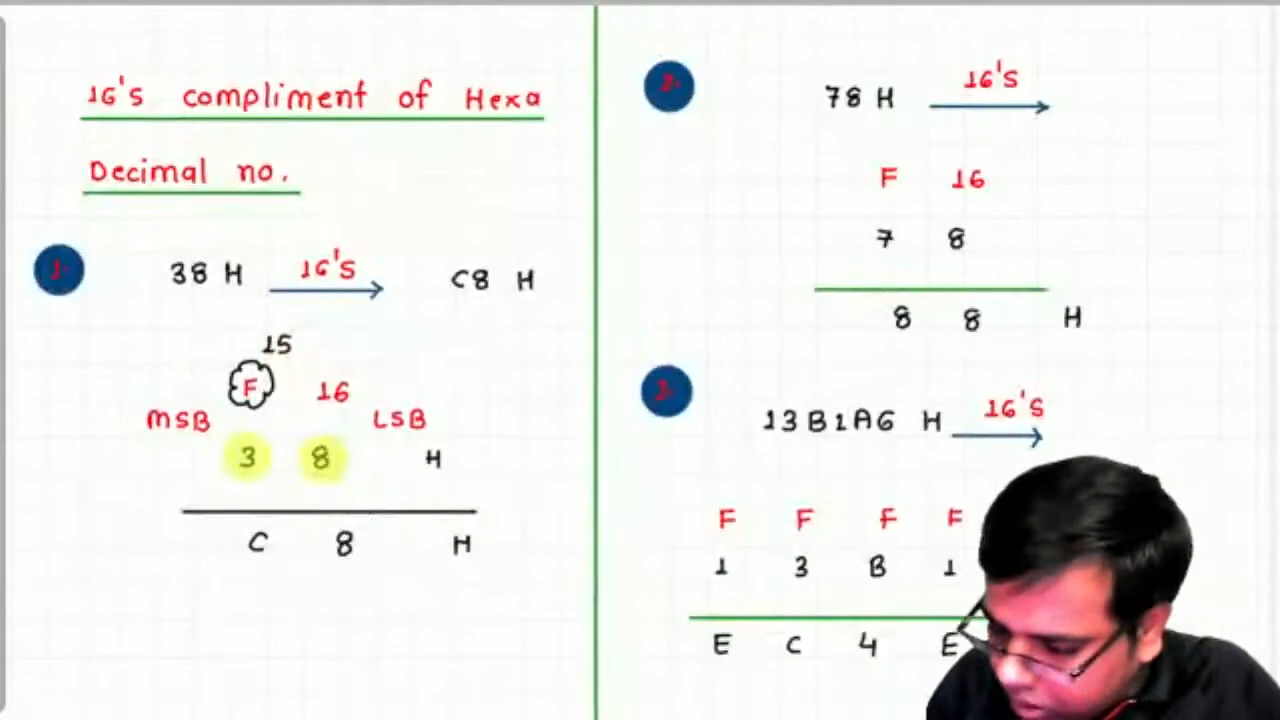 16's compliment of Hexa
Decimal no.
1.
38 H 16's C8 H
15
F 16
MSB LSB
3 8 H
C 8 H
2.
78 H 16's
F 16
7 8
8 8 H
3.
13B1A6 H 16's
F F F F
1 3 B 1
E C 4 E